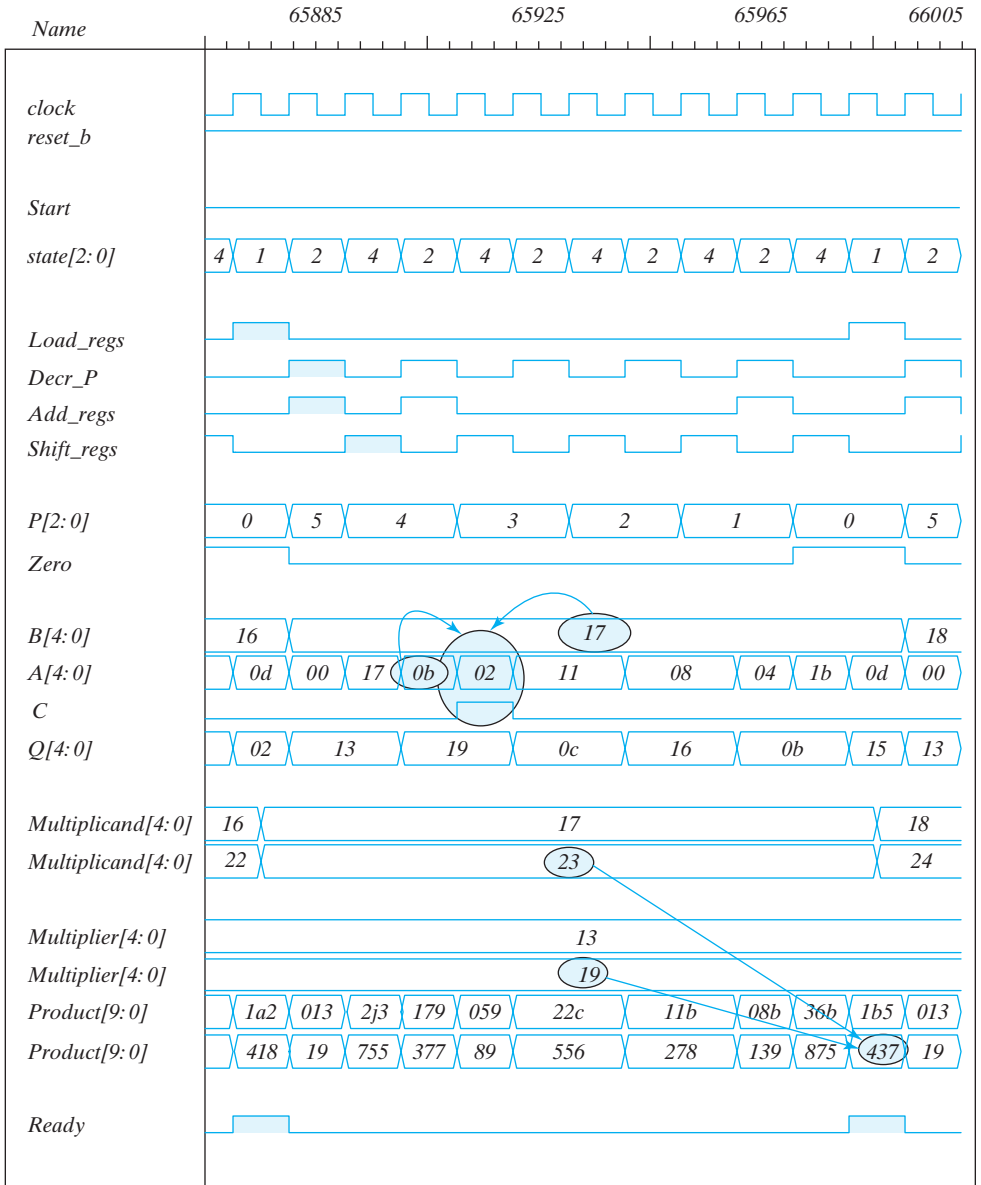 Name 65885 65925 65965 66005
clock
reset_b
Start
state[2: 0] 4 1 2 4 2 4 2 4 2 4 2 4 1 2
Load_regs
Decr_P
Add_regs
Shift_regs
P[2: 0] 0 5 4 3 2 1 0 5
Zero
B[4: 0] 16 17 18
A[4: 0] 0d 00 17 0b 02 11 08 04 1b 0d 00
C
Q[4: 0] 02 13 19 0c 16 0b 15 13
Multiplicand[4: 0] 16 17 18
Multiplicand[4: 0] 22 23 24
Multiplier[4: 0] 13
Multiplier[4: 0] 19
Product[9: 0] 1a2 013 2j3 179 059 22c 11b 08b 36b 1b5 013
Product[9: 0] 418 19 755 377 89 556 278 139 875 437 19
Ready